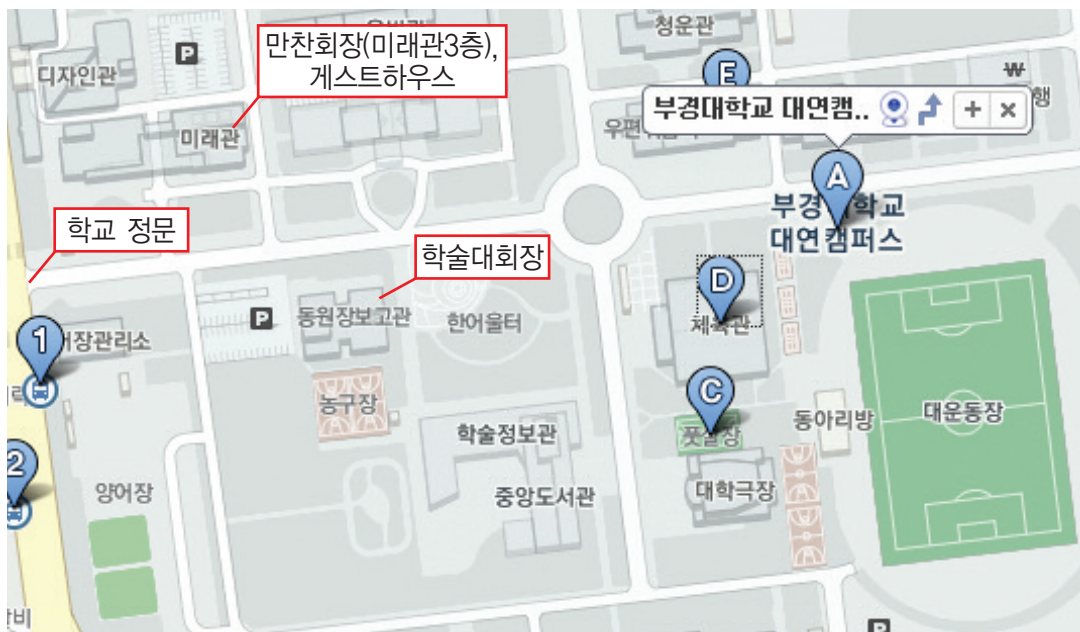 청운관
P
만찬회장(미래관3층),
게스트하우스
디자인관
E
₩
부경대학교 대연캠..
미래관
A
부경대학교
대연캠퍼스
학교 정문
학술대회장
D
P
동원장보고관
한어울터
체육관
1
어장관리소
C
농구장
풋살장
동아리방
대운동장
학술정보관
2
양어장
중앙도서관
대학극장
P